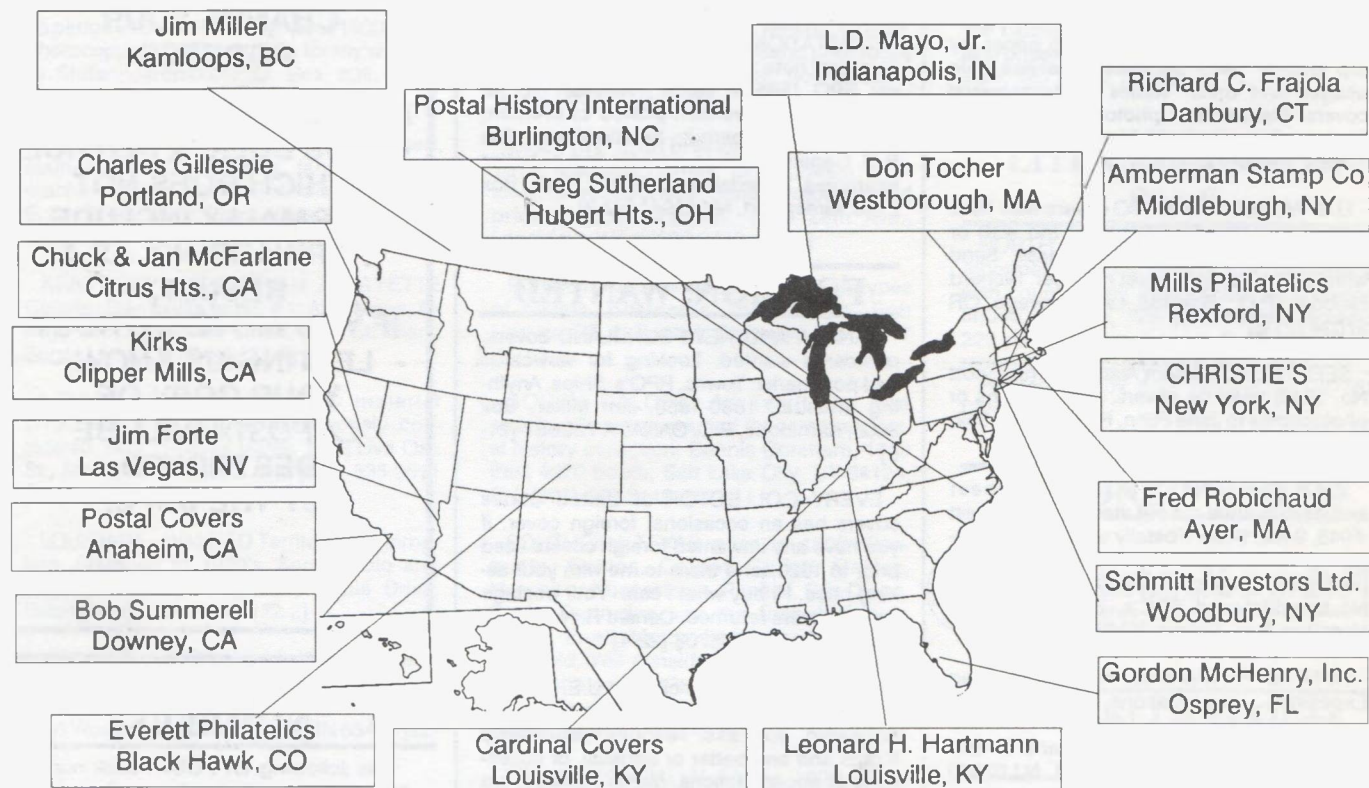 Jim Miller
Kamloops, BC
L.D. Mayo, Jr.
Indianapolis, IN
Richard C. Frajola
Danbury, CT
Postal History International
Burlington, NC
Charles Gillespie
Portland, OR
Greg Sutherland
Hubert Hts., OH
Don Tocher
Westborough, MA
Amberman Stamp Co
Middleburgh, NY
Chuck & Jan McFarlane
Citrus Hts., CA
Mills Philatelics
Rexford, NY
Kirks
Clipper Mills, CA
CHRISTIE'S
New York, NY
Jim Forte
Las Vegas, NV
Fred Robichaud
Ayer, MA
Postal Covers
Anaheim, CA
Schmitt Investors Ltd.
Woodbury, NY
Bob Summerell
Downey, CA
Gordon McHenry, Inc.
Osprey, FL
Everett Philatelics
Black Hawk, CO
Cardinal Covers
Louisville, KY
Leonard H. Hartmann
Louisville, KY